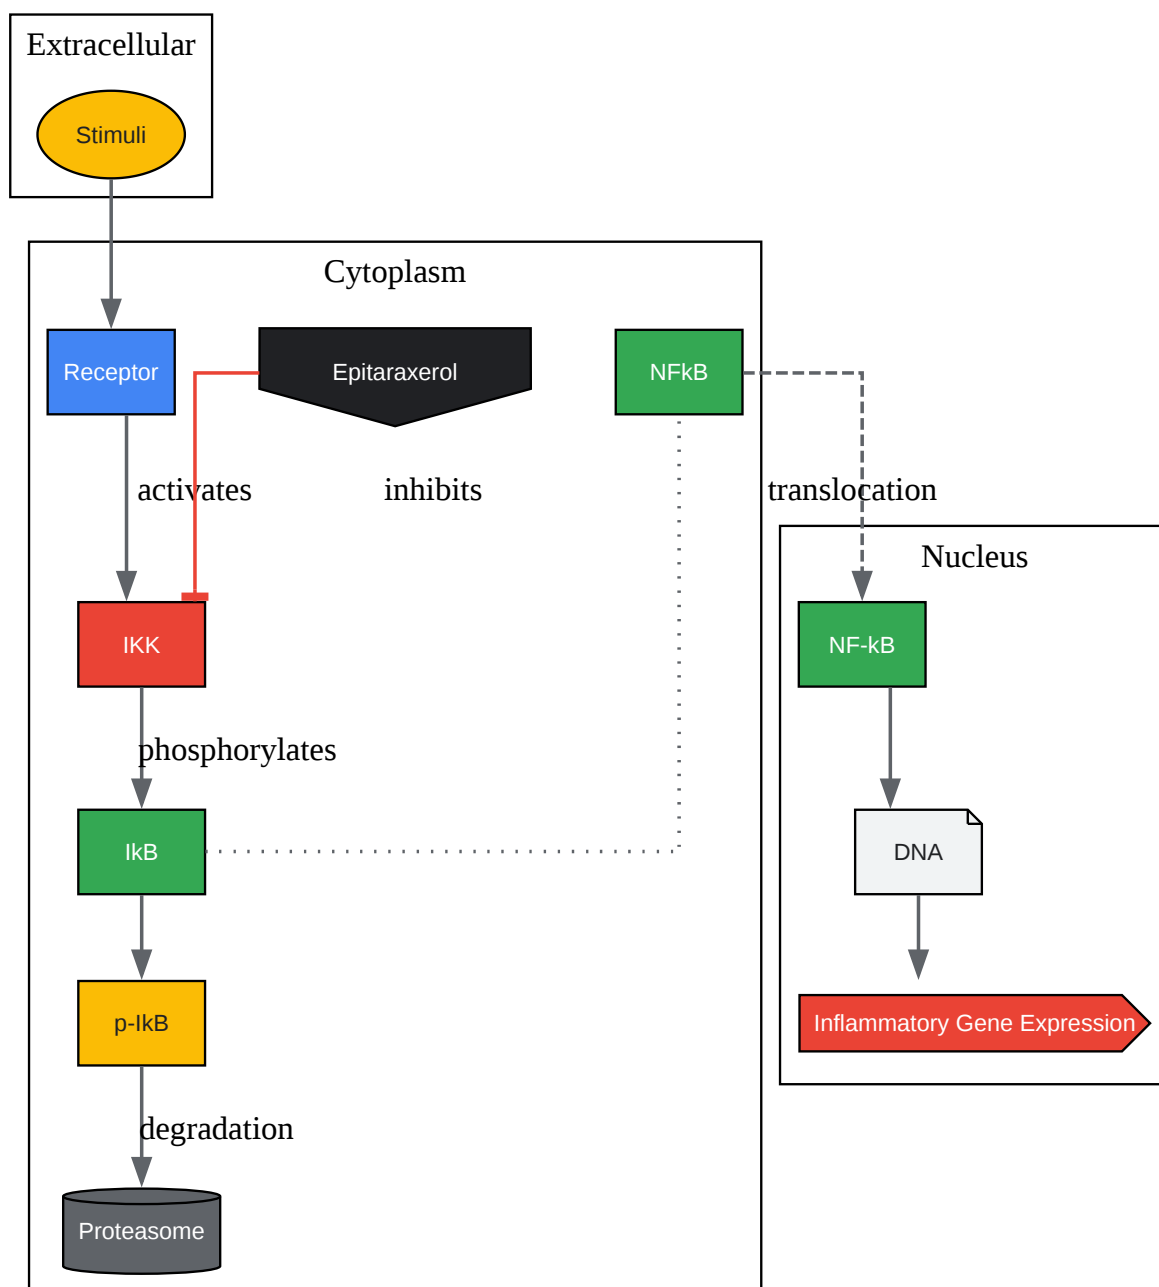 Extracellular
Stimuli
Cytoplasm
Receptor
Epitaraxerol
NFkB
activates
inhibits
translocation
Nucleus
IKK
NF-kB
phosphorylates
IkB
DNA
p-IkB
Inflammatory Gene Expression
degradation
Proteasome